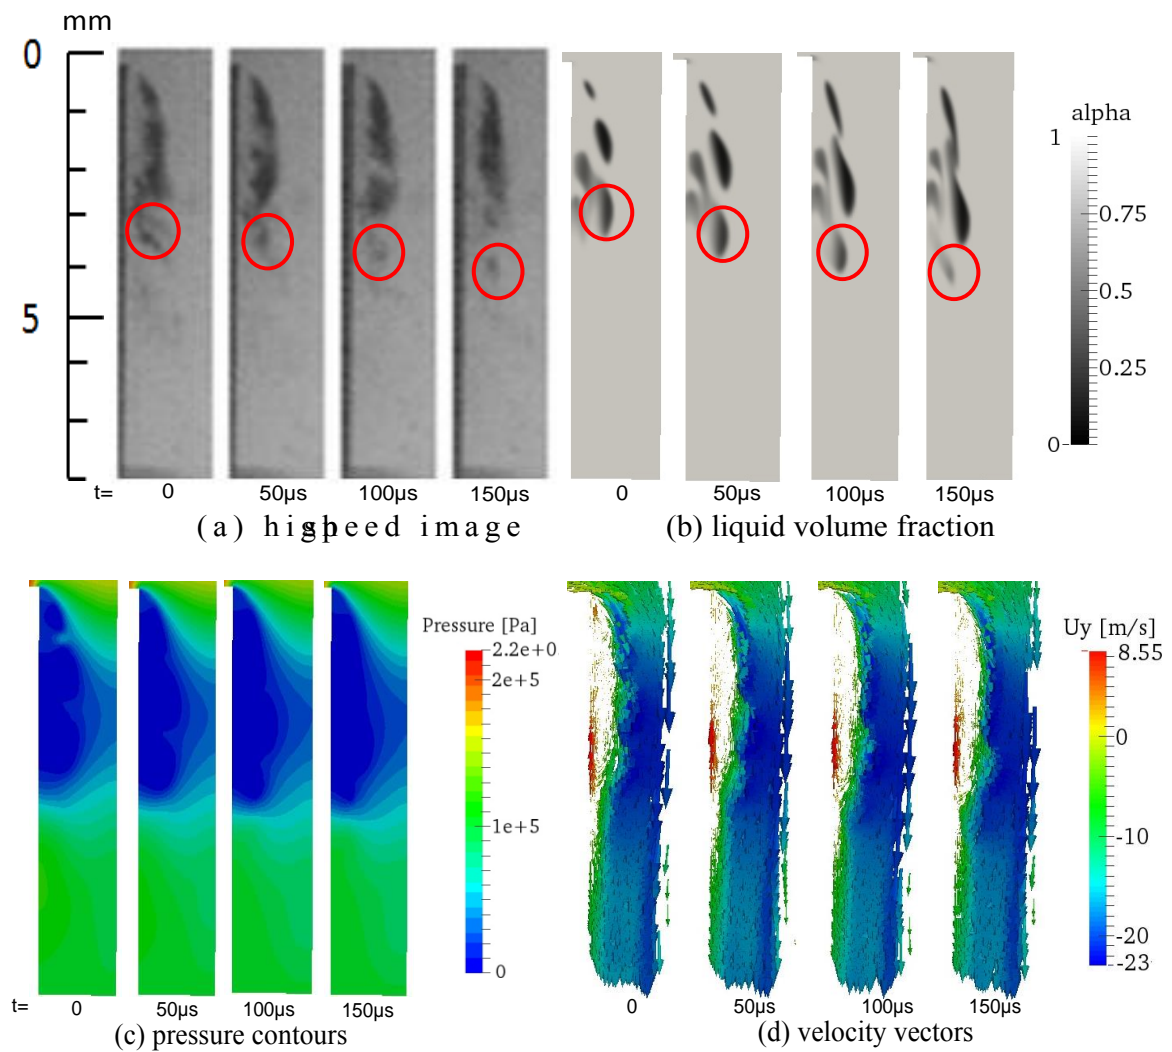 mm
0
5
t= 0 50µs 100µs 150µs
(a) high speed image
0 50µs 100µs 150µs
(b) liquid volume fraction
alpha
1
0.75
0.5
0.25
0
t= 0 50µs 100µs 150µs
(c) pressure contours
Pressure [Pa]
2.2e+0
2e+5
1e+5
0
0 50µs 100µs 150µs
(d) velocity vectors
Uy [m/s]
8.55
0
-10
-20
-23